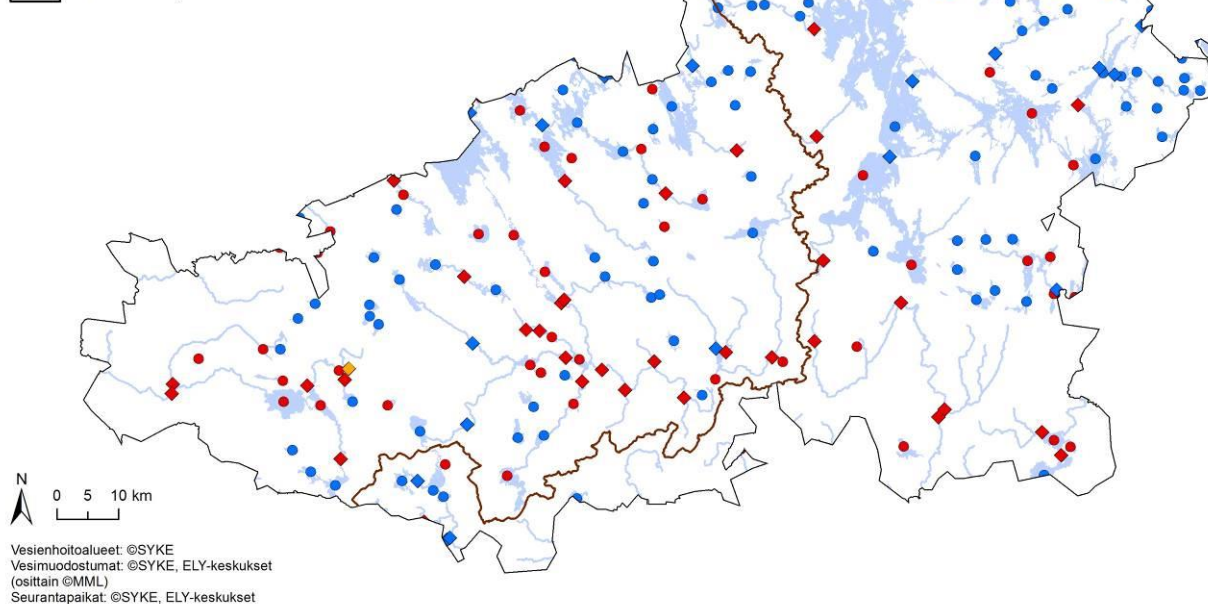 N
0 5 10 km
Vesienhoitoalueet: ©SYKE
Vesimuodostumat: ©SYKE, ELY-keskukset
(osittain ©MML)
Seurantapaikat: ©SYKE, ELY-keskukset